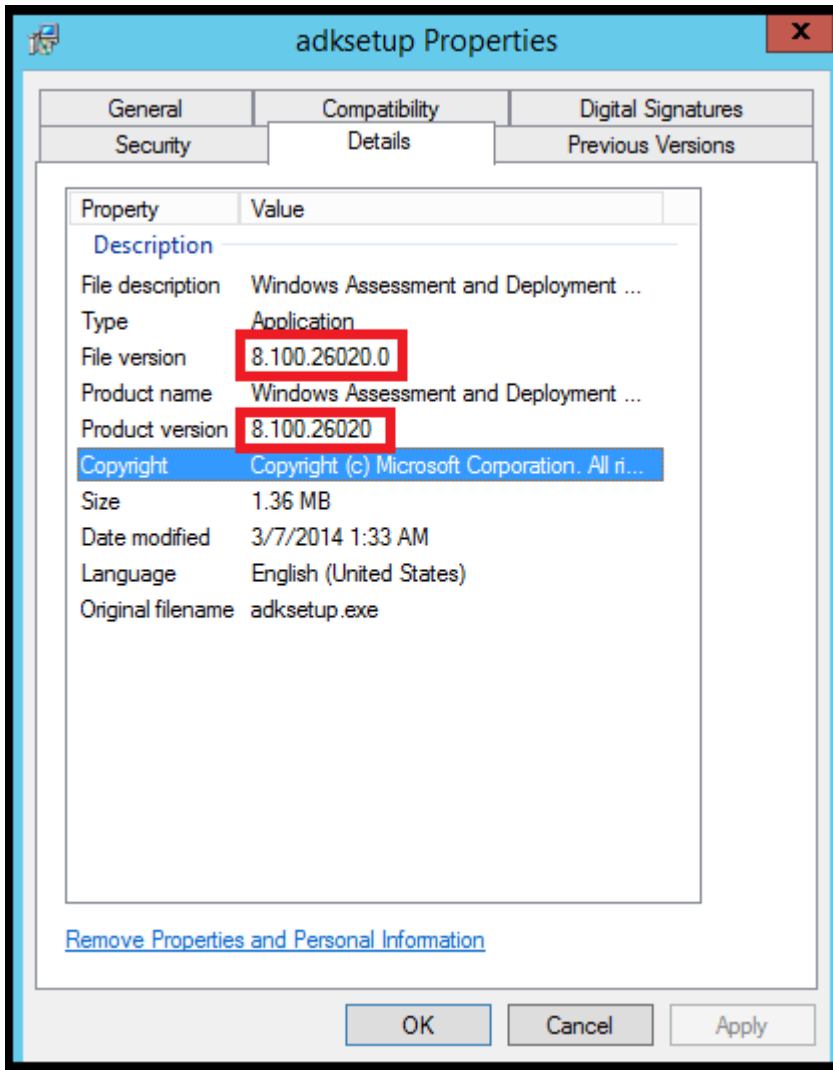 adksetup Properties
x
General Compatibility Digital Signatures
Security Details Previous Versions
Property Value
Description
File description Windows Assessment and Deployment ...
Type Application
File version 8.100.26020.0
Product name Windows Assessment and Deployment ...
Product version 8.100.26020
Copyright Copyright (c) Microsoft Corporation. All ri...
Size 1.36 MB
Date modified 3/7/2014 1:33 AM
Language English (United States)
Original filename adksetup.exe
Remove Properties and Personal Information
OK Cancel Apply